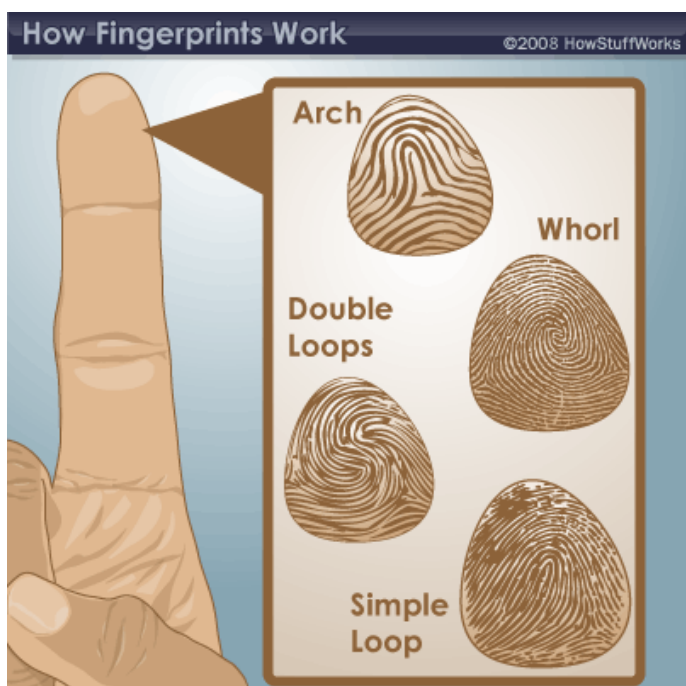 How Fingerprints Work
©2008 HowStuffWorks
Arch
Whorl
Double
Loops
Simple
Loop